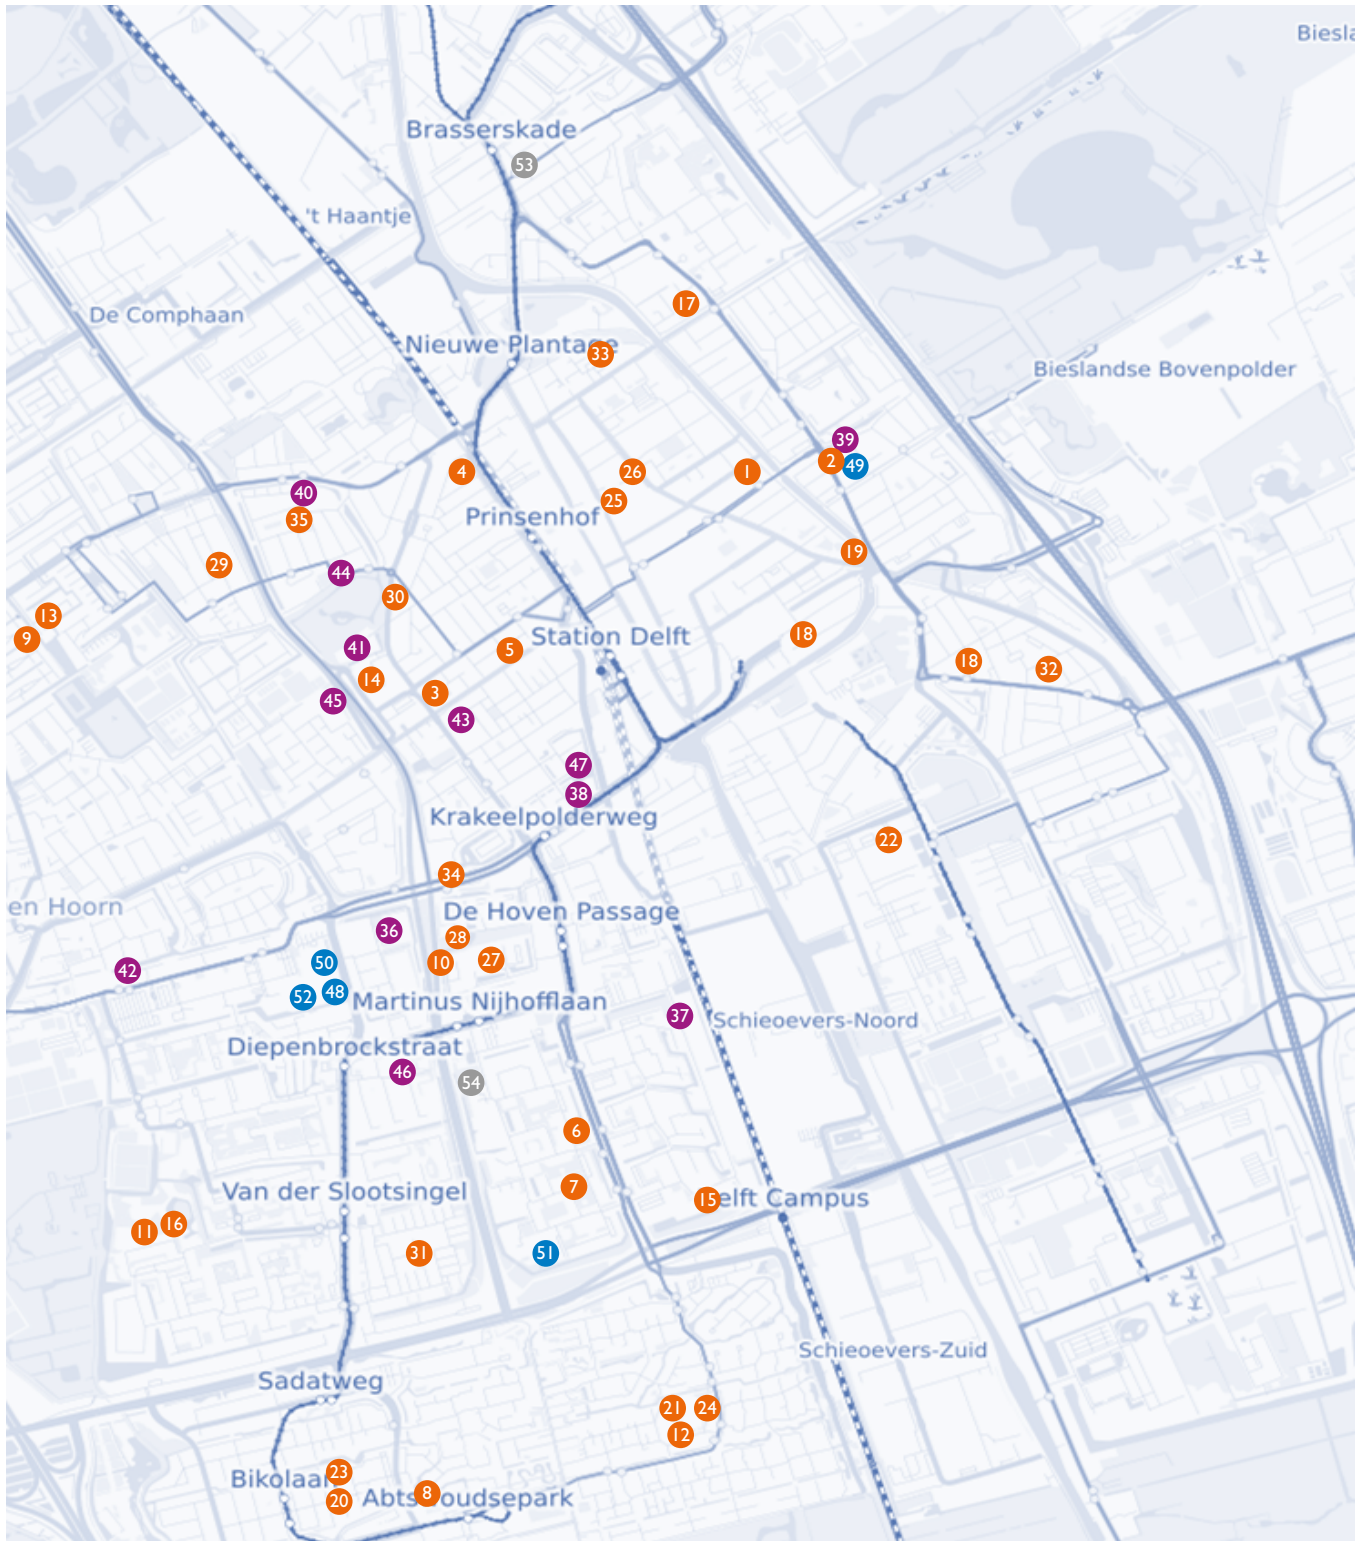 Biesla
Brasserskade
53
't Haantje
17
De Comphaan
Nieuwe Plantage
33
Bieslandse Bovenpolder
39
2
49
4
26
1
40
25
35
Prinsenhof
19
29
44
30
13
9
18
Station Delft
41
5
18
32
14
3
45
43
47
38
Krakeelpolderweg
22
34
en Hoorn
De Hoven Passage
36
28
10
27
50
42
52
48
Martinus Nijhofflaan
37
Schieoevers-Noord
Diepenbrockstraat
46
54
6
7
Van der Slootsingel
15
elft Campus
16
11
31
51
Schieoevers-Zuid
Sadatweg
21
24
12
23
Bikolaan
8
20
Abtswoudsepark